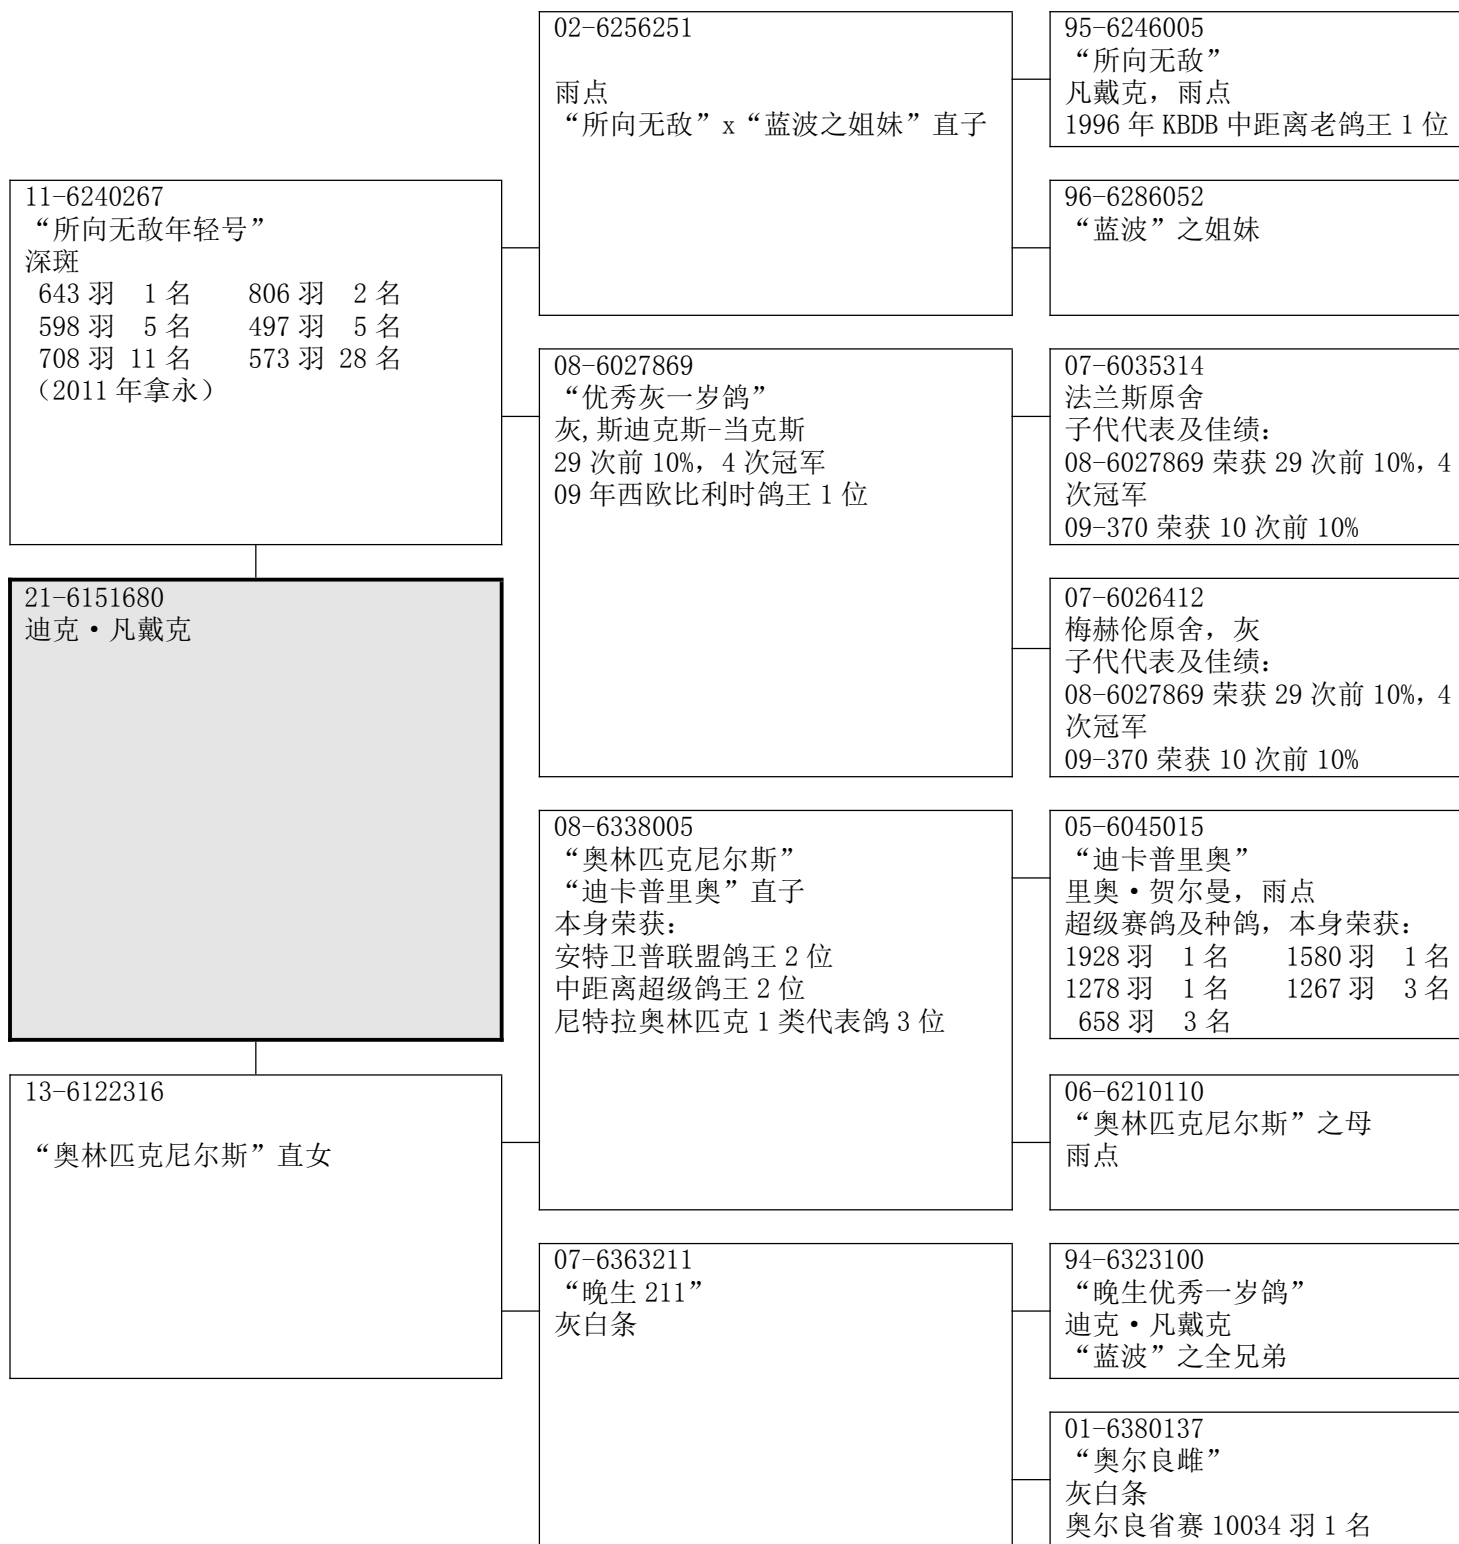 02-6256251
雨点
“所向无敌”x“蓝波之姐妹”直子
95-6246005
“所向无敌”
凡戴克，雨点
1996 年 KBDB 中距离老鸽王 1 位
96-6286052
“蓝波”之姐妹
11-6240267
“所向无敌年轻号”
深斑
643 羽 1 名 806 羽 2 名
598 羽 5 名 497 羽 5 名
708 羽 11 名 573 羽 28 名
（2011 年拿永）
08-6027869
“优秀灰一岁鸽”
灰,斯迪克斯-当克斯
29 次前 10%，4 次冠军
09 年西欧比利时鸽王 1 位
07-6035314
法兰斯原舍
子代代表及佳绩：
08-6027869 荣获 29 次前 10%，4
次冠军
09-370 荣获 10 次前 10%
07-6026412
梅赫伦原舍，灰
子代代表及佳绩：
08-6027869 荣获 29 次前 10%，4
次冠军
09-370 荣获 10 次前 10%
21-6151680
迪克·凡戴克
08-6338005
“奥林匹克尼尔斯”
“迪卡普里奥”直子
本身荣获：
安特卫普联盟鸽王 2 位
中距离超级鸽王 2 位
尼特拉奥林匹克 1 类代表鸽 3 位
05-6045015
“迪卡普里奥”
里奥·贺尔曼，雨点
超级赛鸽及种鸽，本身荣获：
1928 羽 1 名 1580 羽 1 名
1278 羽 1 名 1267 羽 3 名
658 羽 3 名
06-6210110
“奥林匹克尼尔斯”之母
雨点
13-6122316
“奥林匹克尼尔斯”直女
07-6363211
“晚生 211”
灰白条
94-6323100
“晚生优秀一岁鸽”
迪克·凡戴克
“蓝波”之全兄弟
01-6380137
“奥尔良雌”
灰白条
奥尔良省赛 10034 羽 1 名